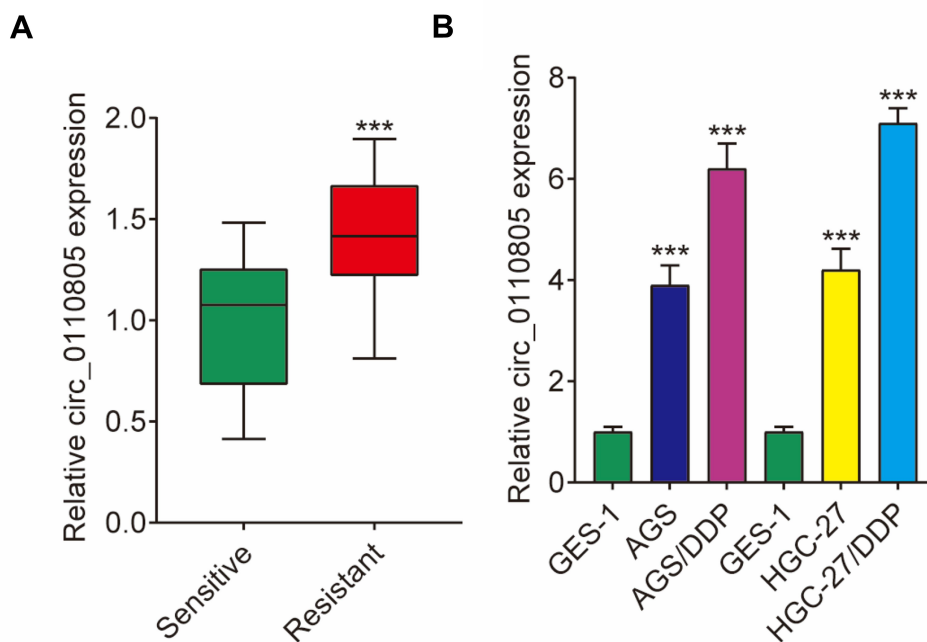 A
Relative circ_0110805 expression
2.0
1.5
1.0
0.5
0.0
***
Sensitive
Resistant
B
Relative circ_0110805 expression
8
6
4
2
0
***
***
***
***
GES-1
AGS
AGS/DDP
GES-1
HGC-27
HGC-27/DDP